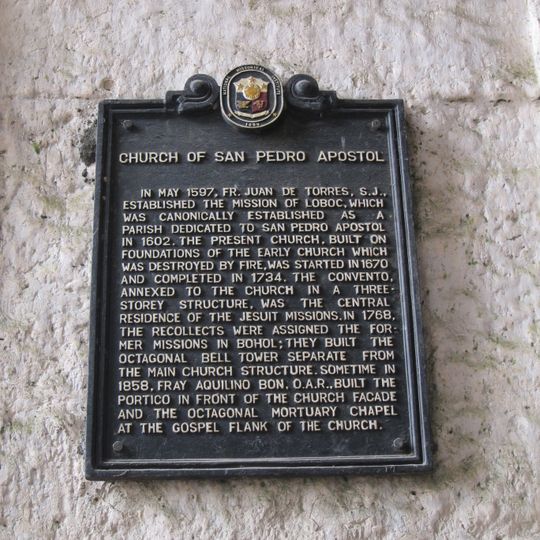 CHURCH OF SAN PEDRO APOSTOL
IN MAY 1597, FR. JUAN DE TORRES, S.J.,
ESTABLISHED THE MISSION OF LOBOC, WHICH
WAS CANONICALLY ESTABLISHED AS A
PARISH DEDICATED TO SAN PEDRO APOSTOL
IN 1602. THE PRESENT CHURCH, BUILT ON
FOUNDATIONS OF THE EARLY CHURCH WHICH
WAS DESTROYED BY FIRE, WAS STARTED IN 1670
AND COMPLETED IN 1734. THE CONVENTO,
ANNEXED TO THE CHURCH IN A THREE-
STOREY STRUCTURE, WAS THE CENTRAL
RESIDENCE OF THE JESUIT MISSIONS. IN 1768,
THE RECOLLECTS WERE ASSIGNED THE FOR-
MER MISSIONS IN BOHOL; THEY BUILT THE
OCTAGONAL BELL TOWER SEPARATE FROM
THE MAIN CHURCH STRUCTURE. SOMETIME IN
1858, FRAY AQUILINO BON, O.A.R., BUILT THE
PORTICO IN FRONT OF THE CHURCH FACADE
AND THE OCTAGONAL MORTUARY CHAPEL
AT THE GOSPEL FLANK OF THE CHURCH.